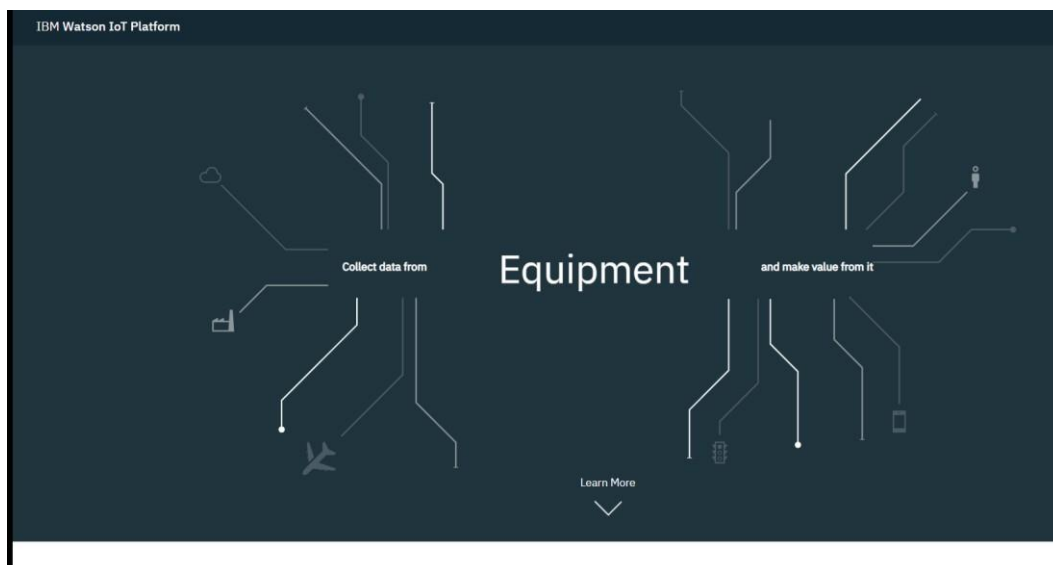 IBM Watson IoT Platform
Collect data from Equipment and make value from it
Learn More